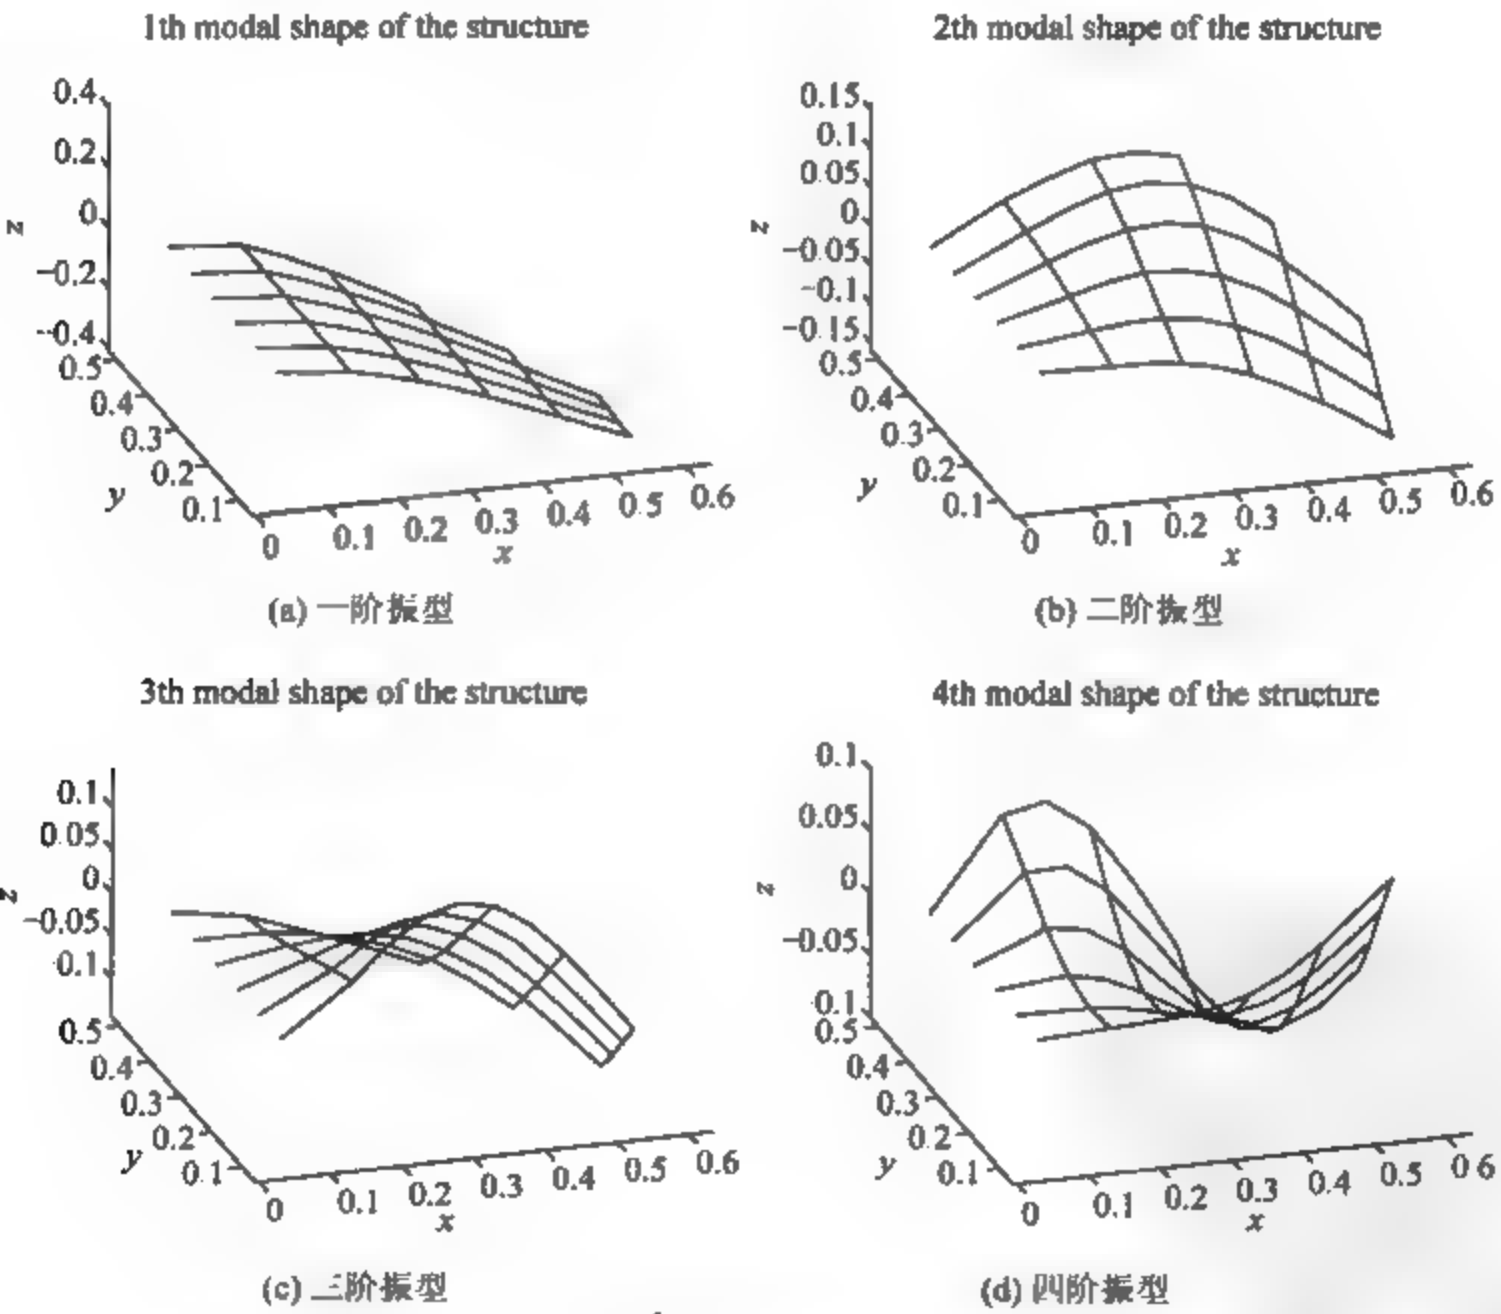 1th modal shape of the structure
0.4
0.2
0
-0.2
-0.4
z
0.5
0.4
0.3
0.2
0.1
y
0 0.1 0.2 0.3 0.4 0.5 0.6
x
(a) 一阶振型
2th modal shape of the structure
0.15
0.1
0.05
0
-0.05
-0.1
-0.15
z
0.5
0.4
0.3
0.2
0.1
y
0 0.1 0.2 0.3 0.4 0.5 0.6
x
(b) 二阶振型
3th modal shape of the structure
0.1
0.05
0
-0.05
0.1
z
0.5
0.4
0.3
0.2
0.1
y
0 0.1 0.2 0.3 0.4 0.5 0.6
x
(c) 三阶振型
4th modal shape of the structure
0.1
0.05
0
-0.05
0.1
z
0.5
0.4
0.3
0.2
0.1
y
0 0.1 0.2 0.3 0.4 0.5 0 6
x
(d) 四阶振型